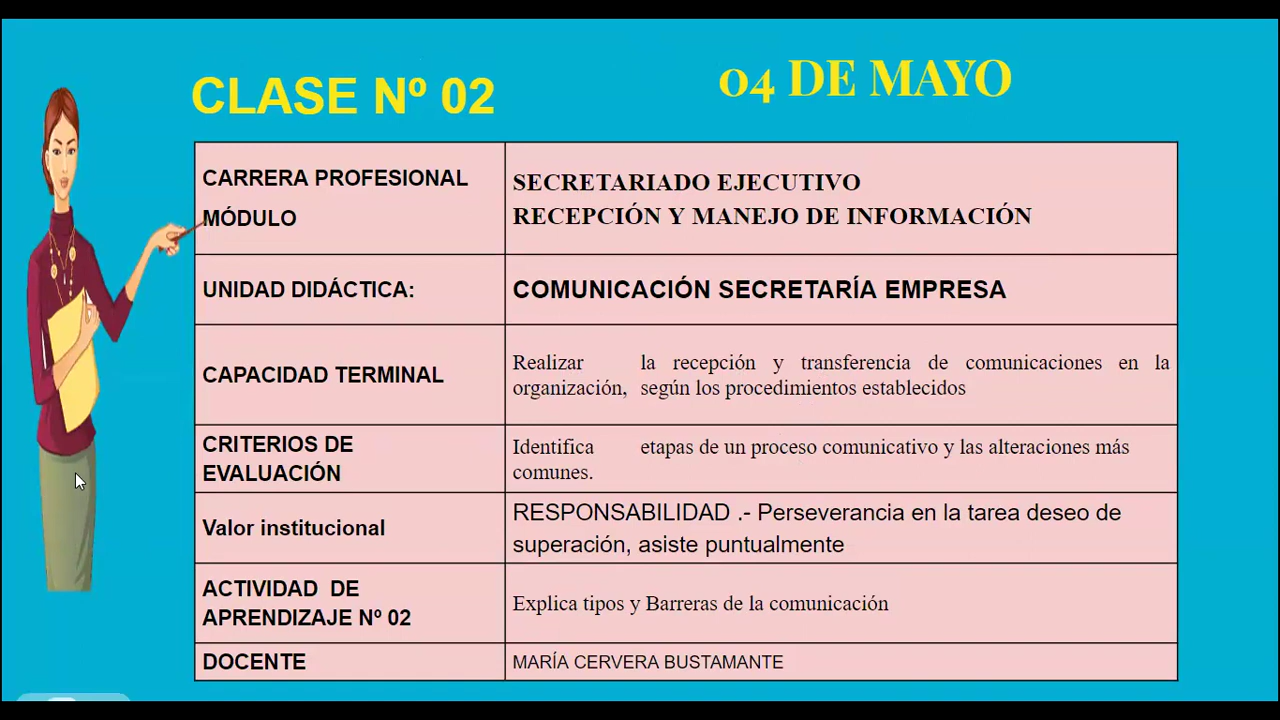 CLASE Nº 02
04 DE MAYO
CARRERA PROFESIONAL
MÓDULO
SECRETARIADO EJECUTIVO
RECEPCIÓN Y MANEJO DE INFORMACIÓN
UNIDAD DIDÁCTICA:
COMUNICACIÓN SECRETARÍA EMPRESA
CAPACIDAD TERMINAL
Realizar la recepción y transferencia de comunicaciones en la
organización, según los procedimientos establecidos
CRITERIOS DE
EVALUACIÓN
Identifica etapas de un proceso comunicativo y las alteraciones más
comunes.
Valor institucional
RESPONSABILIDAD .- Perseverancia en la tarea deseo de
superación, asiste puntualmente
ACTIVIDAD DE
APRENDIZAJE Nº 02
Explica tipos y Barreras de la comunicación
DOCENTE
MARÍA CERVERA BUSTAMANTE